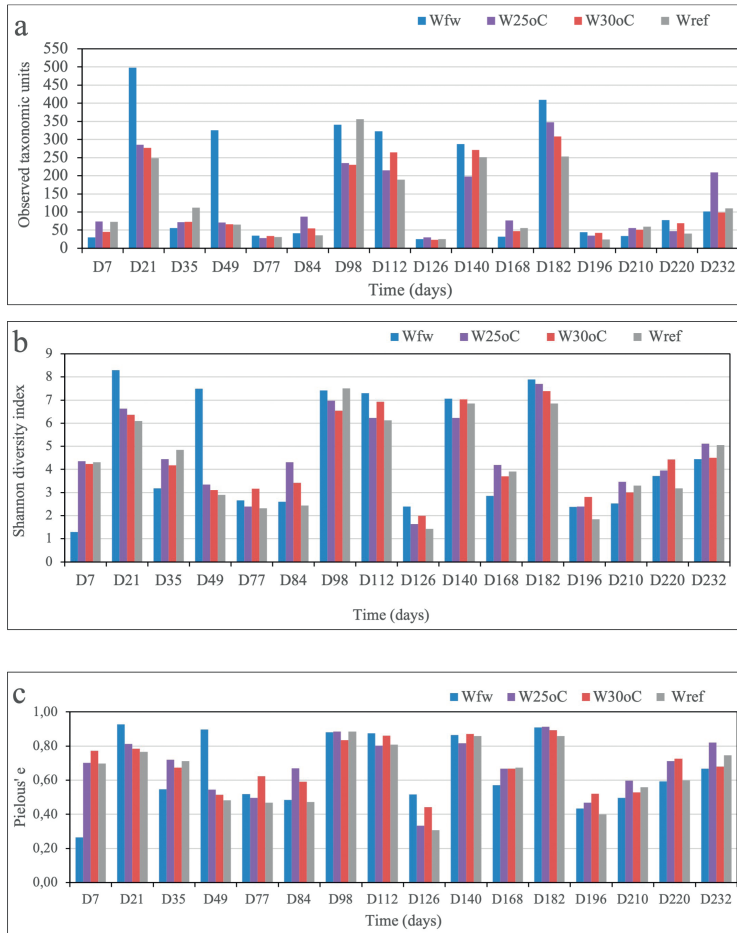 a
Wfw W25oC W30oC Wref
550
500
450
400
350
300
250
200
150
100
50
0
Observed taxonomic units
D7 D21 D35 D49 D77 D84 D98 D112 D126 D140 D168 D182 D196 D210 D220 D232
Time (days)
b
Wfw W25oC W30oC Wref
9
8
7
6
5
4
3
2
1
0
Shannon diversity index
D7 D21 D35 D49 D77 D84 D98 D112 D126 D140 D168 D182 D196 D210 D220 D232
Time (days)
c
Wfw W25oC W30oC Wref
1,00
0,80
0,60
0,40
0,20
0,00
Pielous' e
D7 D21 D35 D49 D77 D84 D98 D112 D126 D140 D168 D182 D196 D210 D220 D232
Time (days)